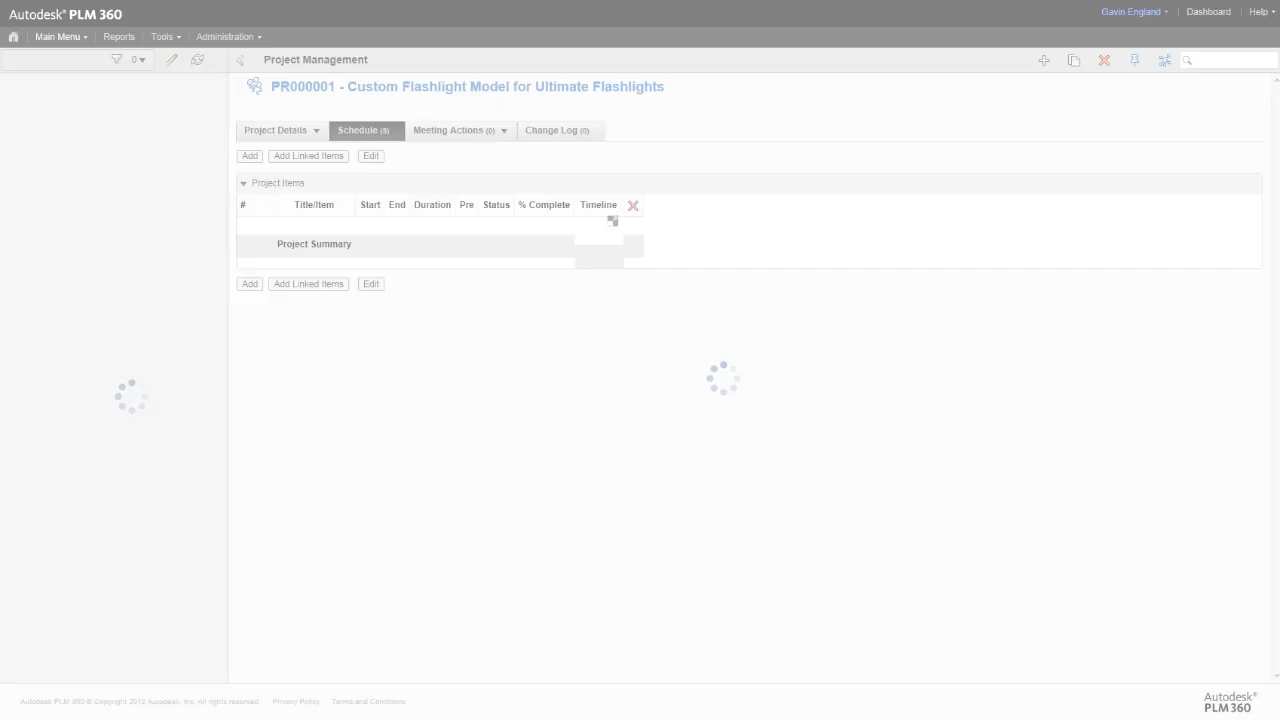 Autodesk® PLM 360
Gavin England
Dashboard
Help
Main Menu
Reports
Tools
Administration
0
Project Management
PR000001 - Custom Flashlight Model for Ultimate Flashlights
Project Details
Schedule (8)
Meeting Actions (0)
Change Log (0)
Add
Add Linked Items
Edit
Project Items
# Title/Item Start End Duration Pre Status % Complete Timeline
Project Summary
Add
Add Linked Items
Edit
Autodesk PLM 360 © Copyright 2012 Autodesk, Inc. All rights reserved.
Privacy Policy
Terms and Conditions
Autodesk®
PLM 360